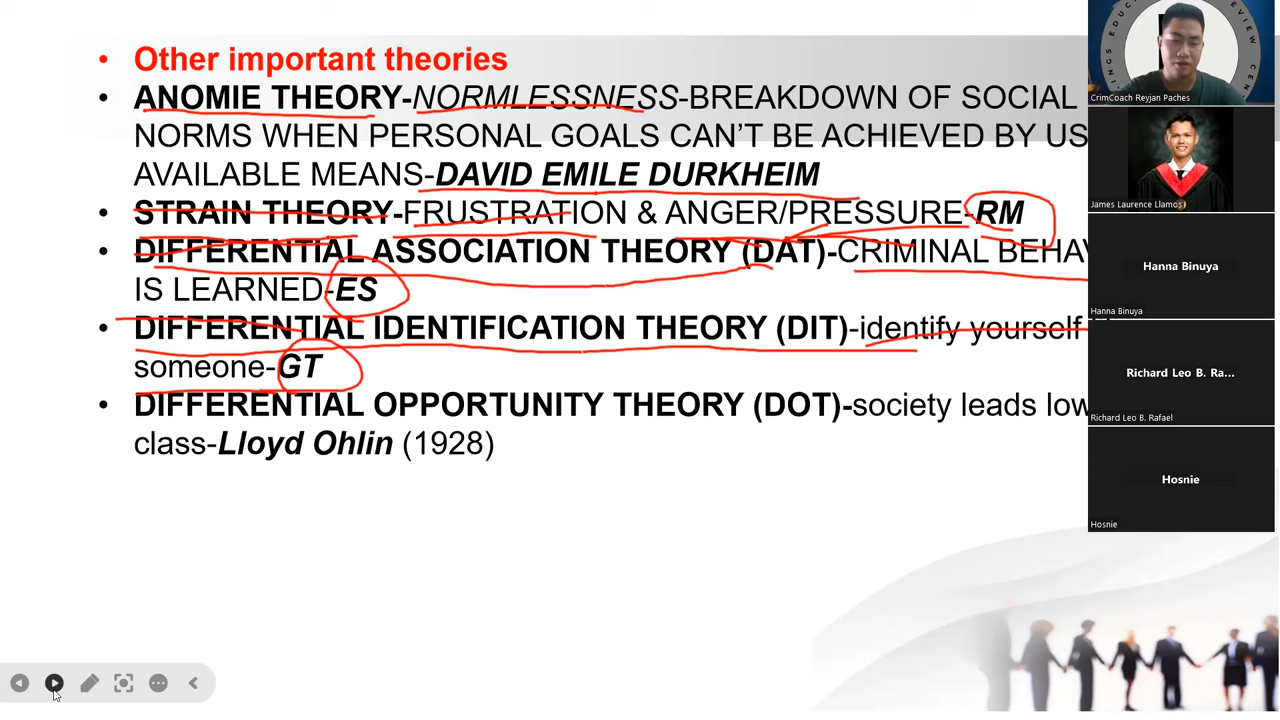 • Other important theories
• ANOMIE THEORY-NORMLESSNESS-BREAKDOWN OF SOCIAL
NORMS WHEN PERSONAL GOALS CAN'T BE ACHIEVED BY US
AVAILABLE MEANS-DAVID EMILE DURKHEIM
• STRAIN THEORY-FRUSTRATION & ANGER/PRESSURE-RM
• DIFFERENTIAL ASSOCIATION THEORY (DAT)-CRIMINAL BEHAV
IS LEARNED-ES
• DIFFERENTIAL IDENTIFICATION THEORY (DIT)-identify yourself
someone-GT
• DIFFERENTIAL OPPORTUNITY THEORY (DOT)-society leads low
class-Lloyd Ohlin (1928)
CrimCoach Reyjan Paches
James Laurence Llamos
Hanna Binuya
Hanna Binuya
Richard Leo B. Ra...
Richard Leo B. Rafael
Hosnie
Hosnie